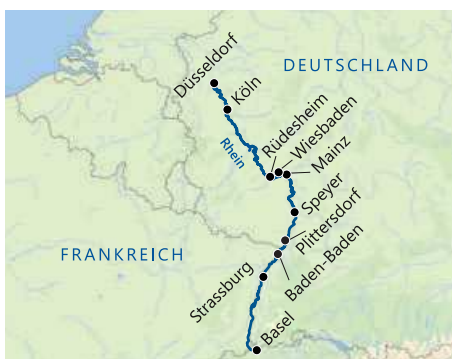 Düsseldorf
DEUTSCHLAND
Köln
Rhein
Rüdesheim
Wiesbaden
Mainz
Speyer
Plittersdorf
FRANKREICH
Baden-Baden
Strassburg
Basel